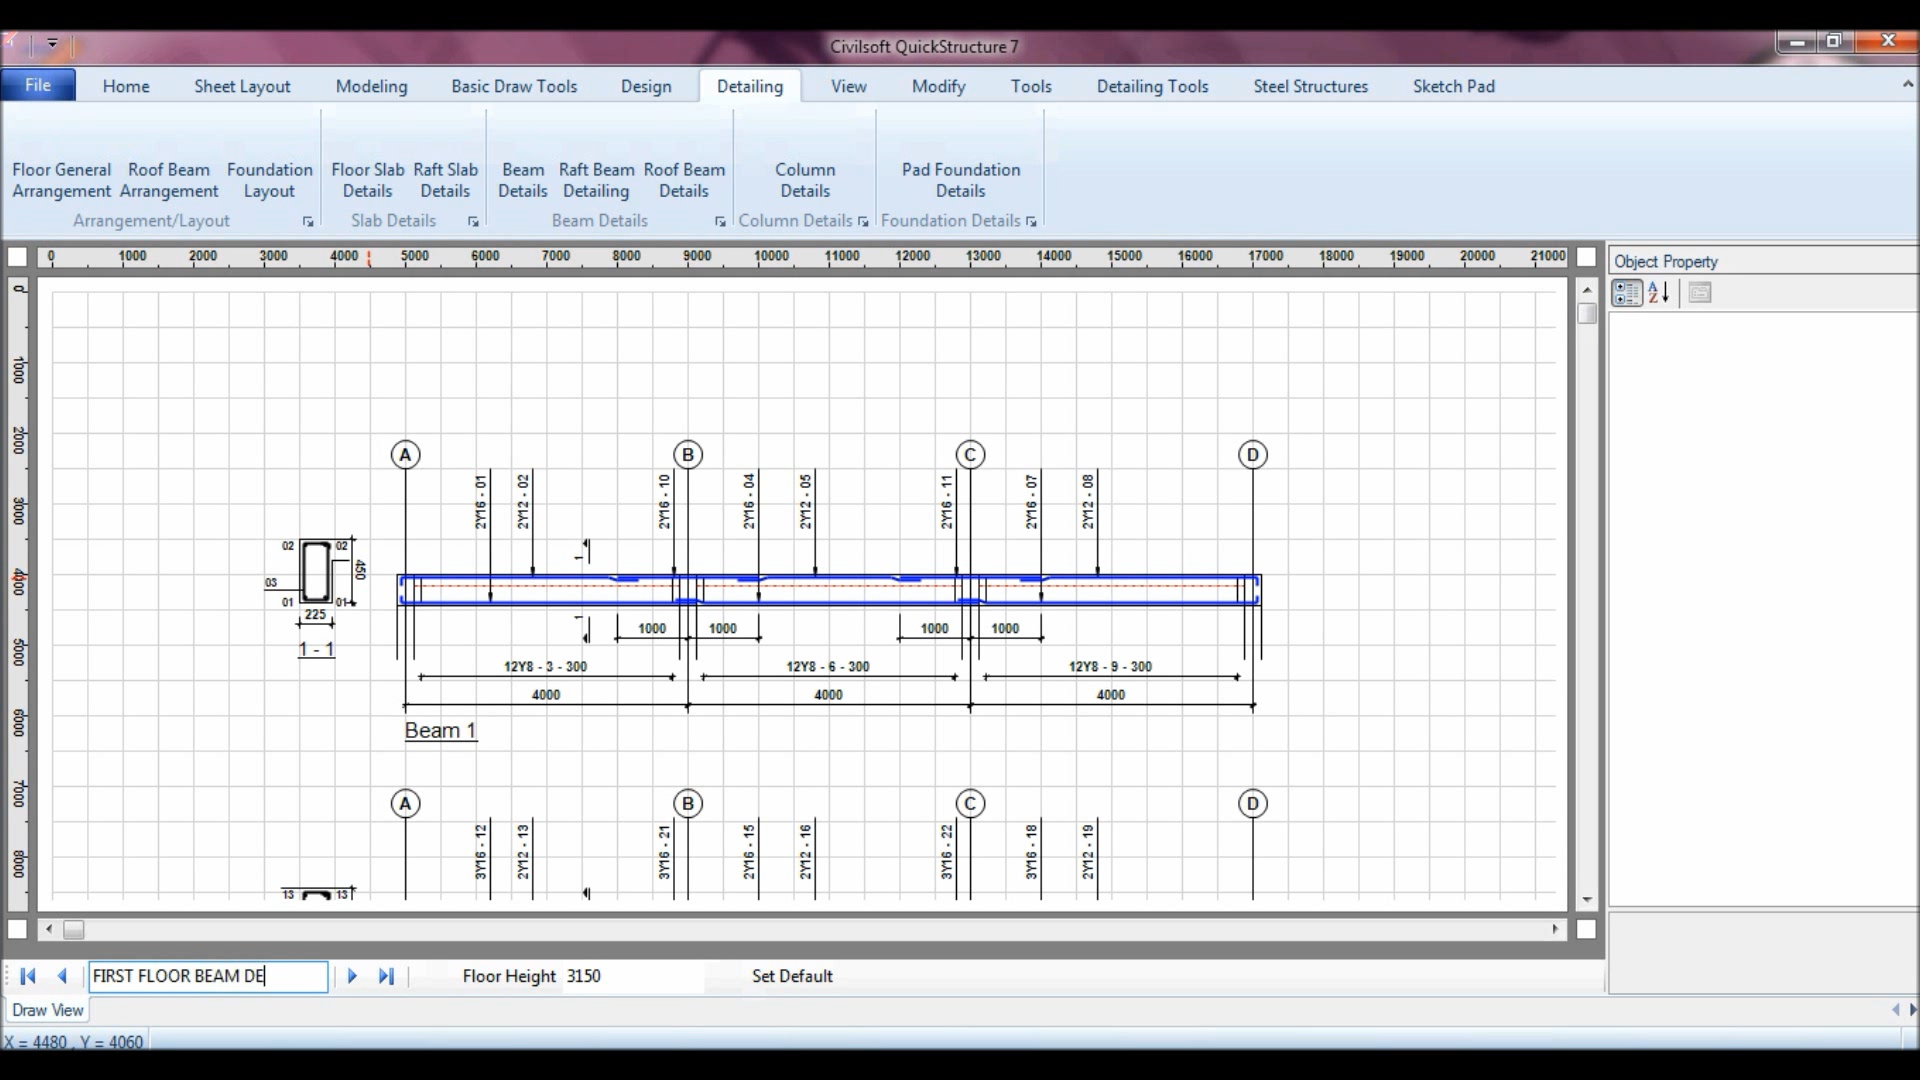 Civilsoft QuickStructure 7
File Home Sheet Layout Modeling Basic Draw Tools Design Detailing View Modify Tools Detailing Tools Steel Structures Sketch Pad
Floor General Arrangement
Roof Beam Arrangement
Foundation Layout
Floor Slab Details
Raft Slab Details
Beam Details
Raft Beam Detailing
Roof Beam Details
Column Details
Pad Foundation Details
Arrangement/Layout Slab Details Beam Details Column Details Foundation Details
0 1000 2000 3000 4000 5000 6000 7000 8000 9000 10000 11000 12000 13000 14000 15000 16000 17000 18000 19000 20000 21000
Object Property
0
1000
2000
3000
4000
5000
6000
7000
8000
A B C D
2Y16 - 01
2Y12 - 02
2Y16 - 10
2Y16 - 04
2Y12 - 05
2Y16 - 11
2Y16 - 07
2Y12 - 08
1
1
02 02
03
450
01 01
225
1 - 1
1000 1000 1000 1000
12Y8 - 3 - 300 12Y8 - 6 - 300 12Y8 - 9 - 300
4000 4000 4000
Beam 1
A B C D
3Y16 - 12
2Y12 - 13
3Y16 - 21
2Y16 - 15
2Y12 - 16
3Y16 - 22
3Y16 - 18
2Y12 - 19
13 13
FIRST FLOOR BEAM DE Floor Height 3150 Set Default
Draw View
X = 4480 , Y = 4060